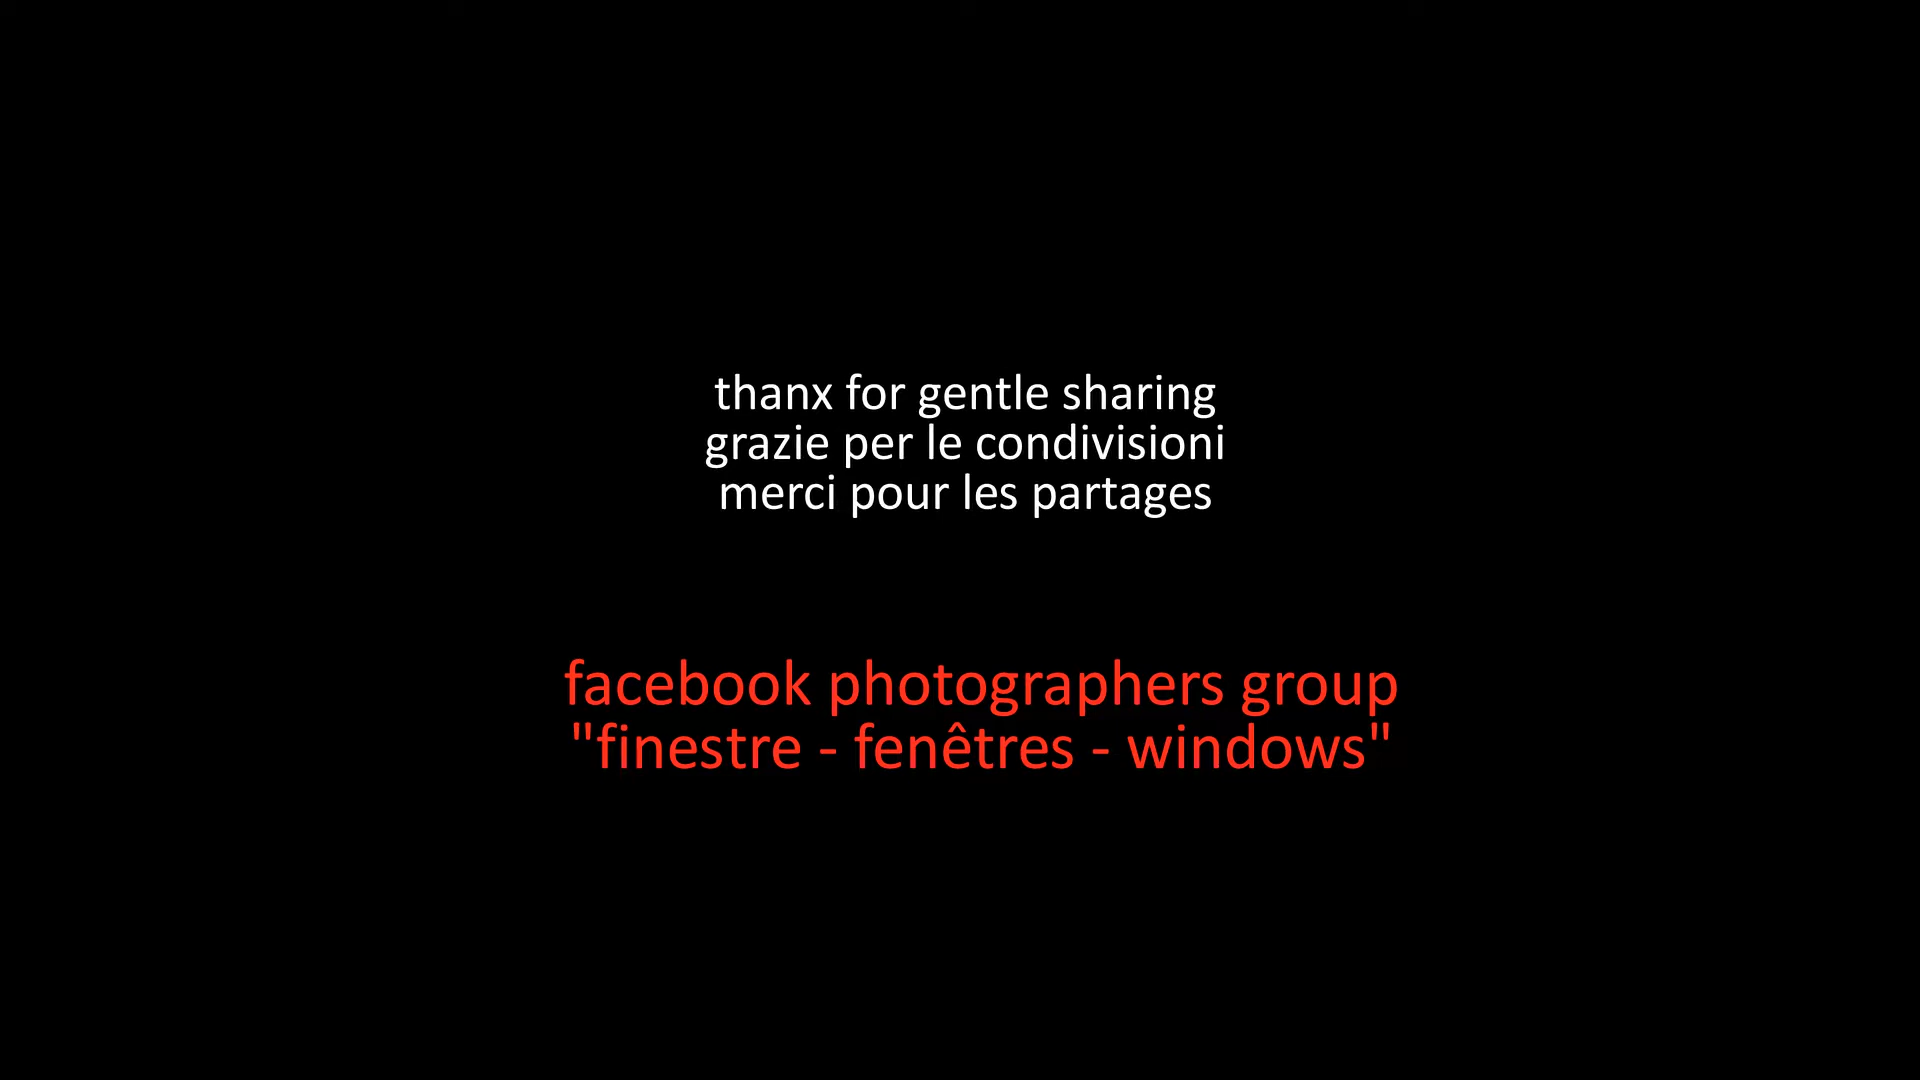 thanx for gentle sharing
grazie per le condivisioni
merci pour les partages
facebook photographers group
"finestre - fenêtres - windows"